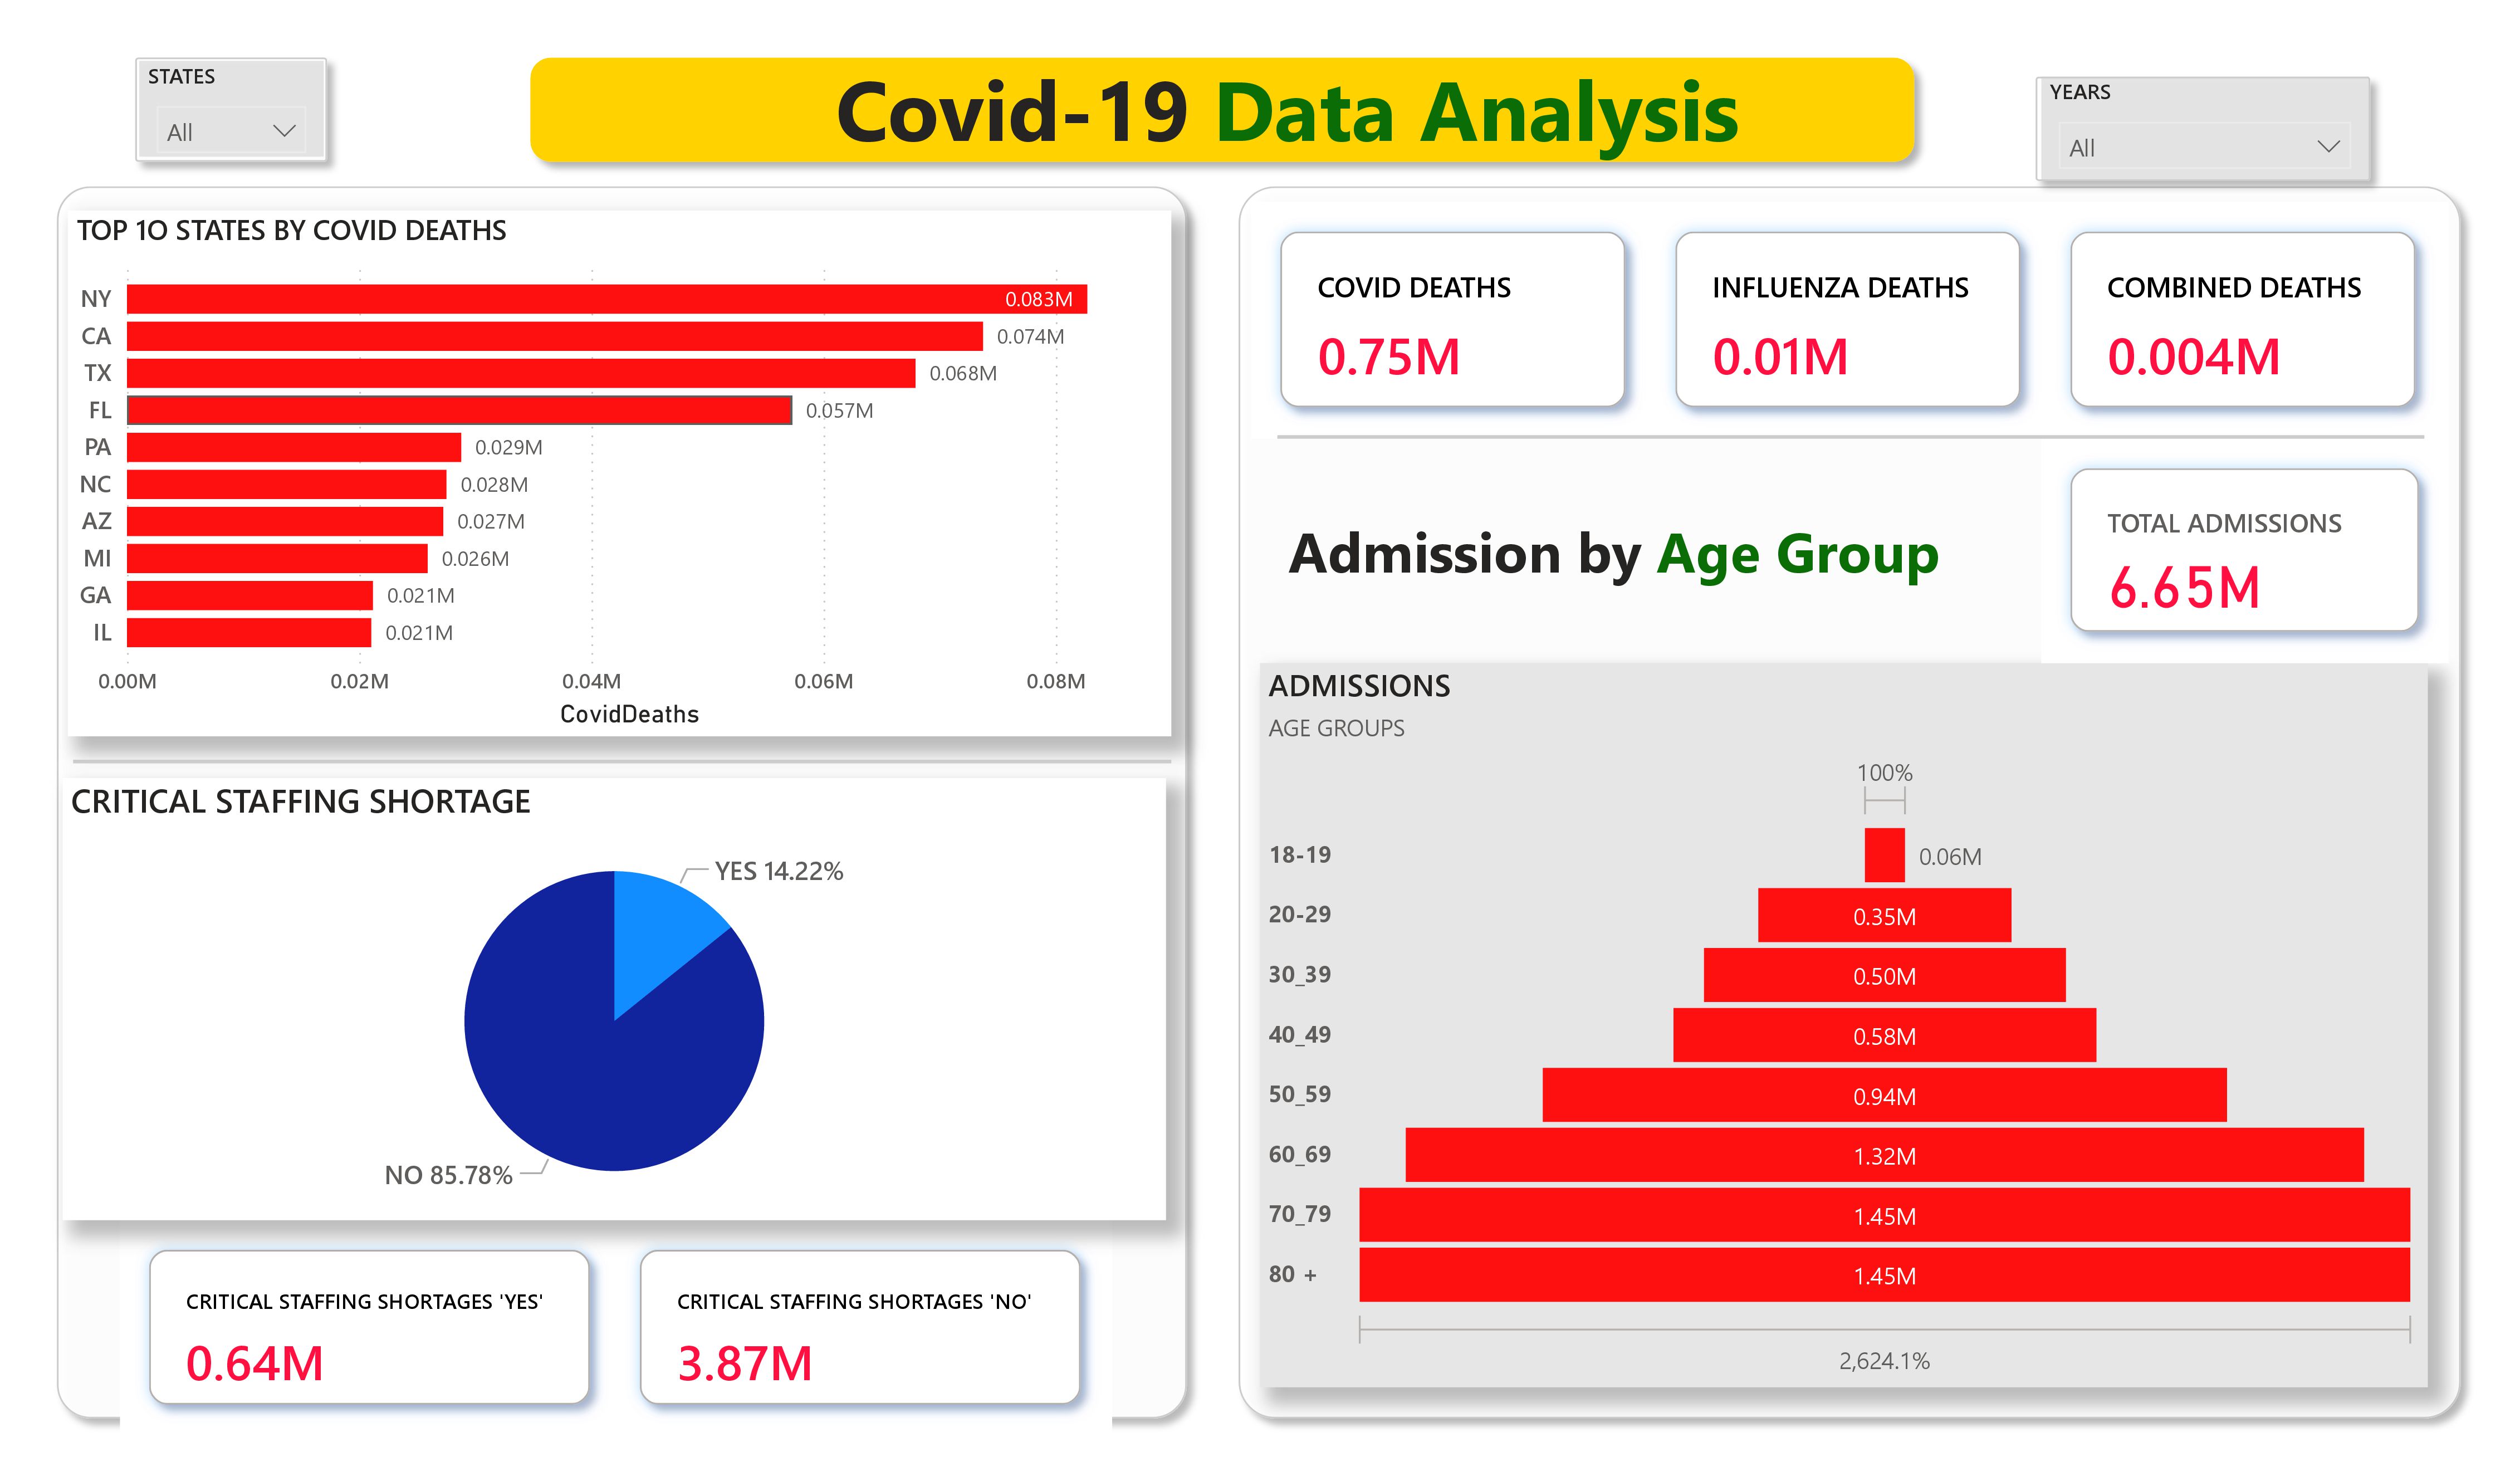 STATES
All
Covid-19 Data Analysis
YEARS
All
TOP 1O STATES BY COVID DEATHS
NY 0.083M
CA 0.074M
TX 0.068M
FL 0.057M
PA 0.029M
NC 0.028M
AZ 0.027M
MI 0.026M
GA 0.021M
IL 0.021M
0.00M 0.02M 0.04M 0.06M 0.08M
CovidDeaths
CRITICAL STAFFING SHORTAGE
YES 14.22%
NO 85.78%
CRITICAL STAFFING SHORTAGES 'YES'
0.64M
CRITICAL STAFFING SHORTAGES 'NO'
3.87M
COVID DEATHS
0.75M
INFLUENZA DEATHS
0.01M
COMBINED DEATHS
0.004M
Admission by Age Group
TOTAL ADMISSIONS
6.65M
ADMISSIONS
AGE GROUPS
100%
18-19 0.06M
20-29 0.35M
30_39 0.50M
40_49 0.58M
50_59 0.94M
60_69 1.32M
70_79 1.45M
80 + 1.45M
2,624.1%